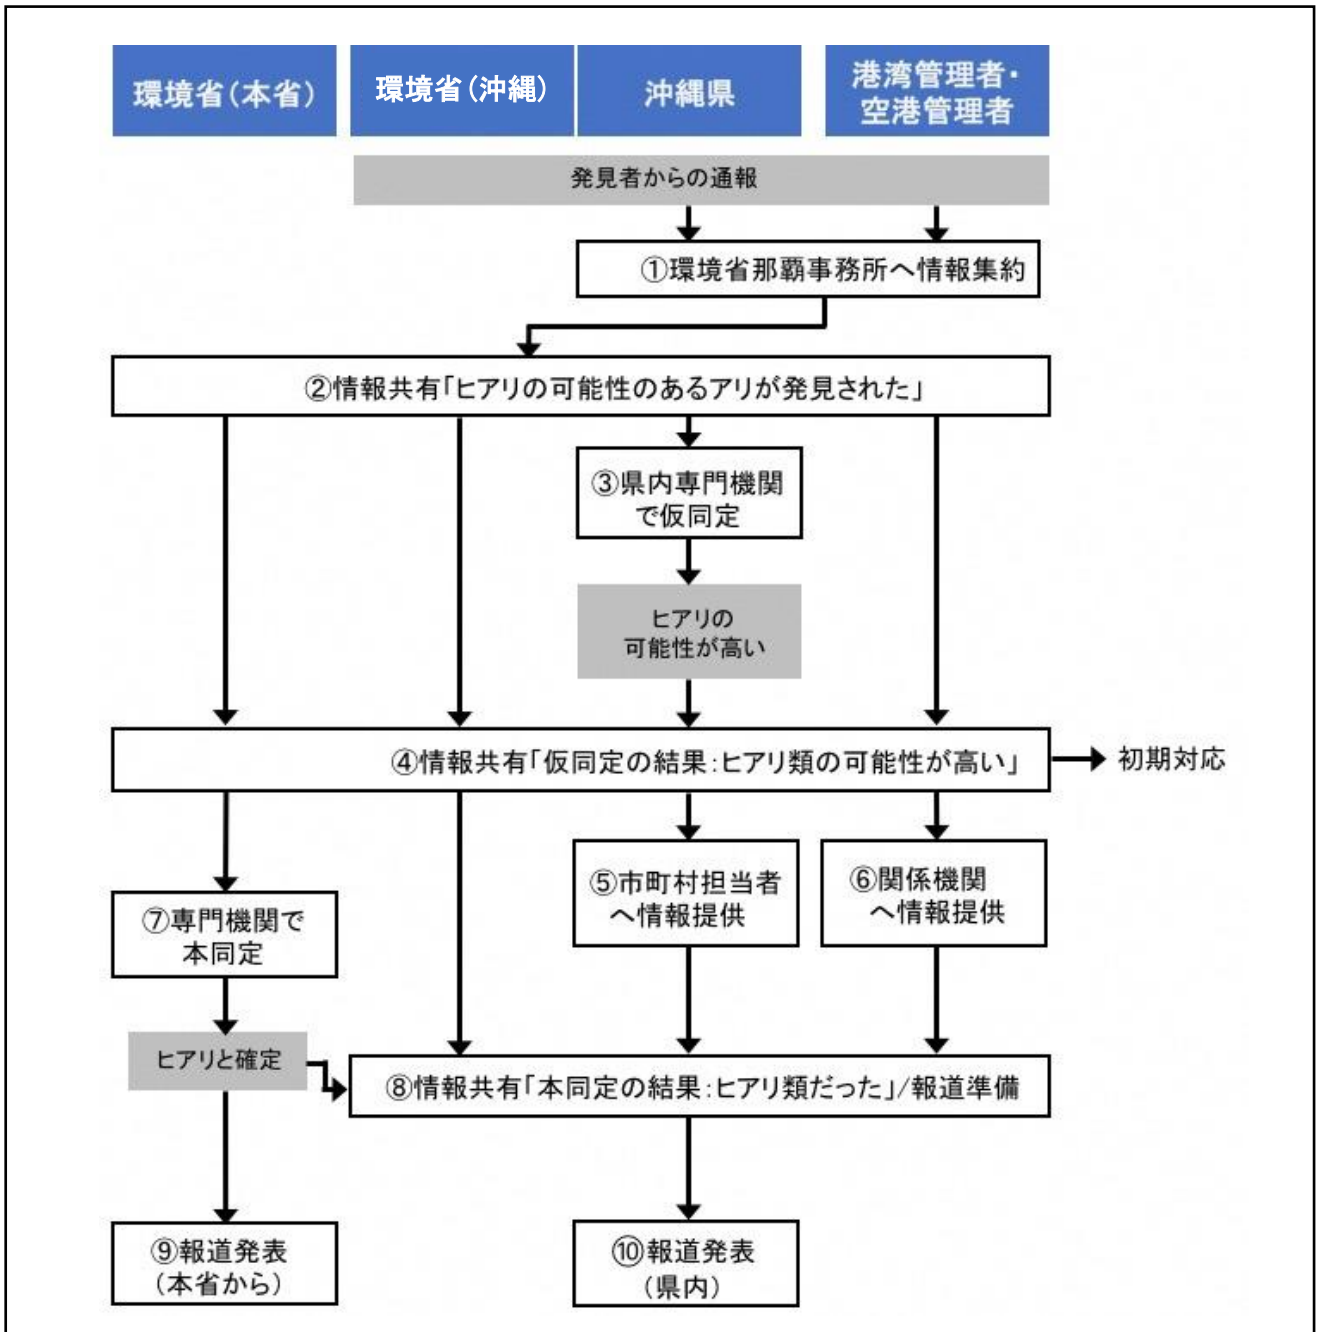 環境省(本省)
環境省(沖縄)
沖縄県
港湾管理者・
空港管理者
発見者からの通報
①環境省那覇事務所へ情報集約
②情報共有「ヒアリの可能性のあるアリが発見された」
③県内専門機関
で仮同定
ヒアリの
可能性が高い
④情報共有「仮同定の結果:ヒアリ類の可能性が高い」
初期対応
⑤市町村担当者
へ情報提供
⑥関係機関
へ情報提供
⑦専門機関で
本同定
ヒアリと確定
⑧情報共有「本同定の結果:ヒアリ類だった」/報道準備
⑨報道発表
(本省から)
⑩報道発表
(県内)